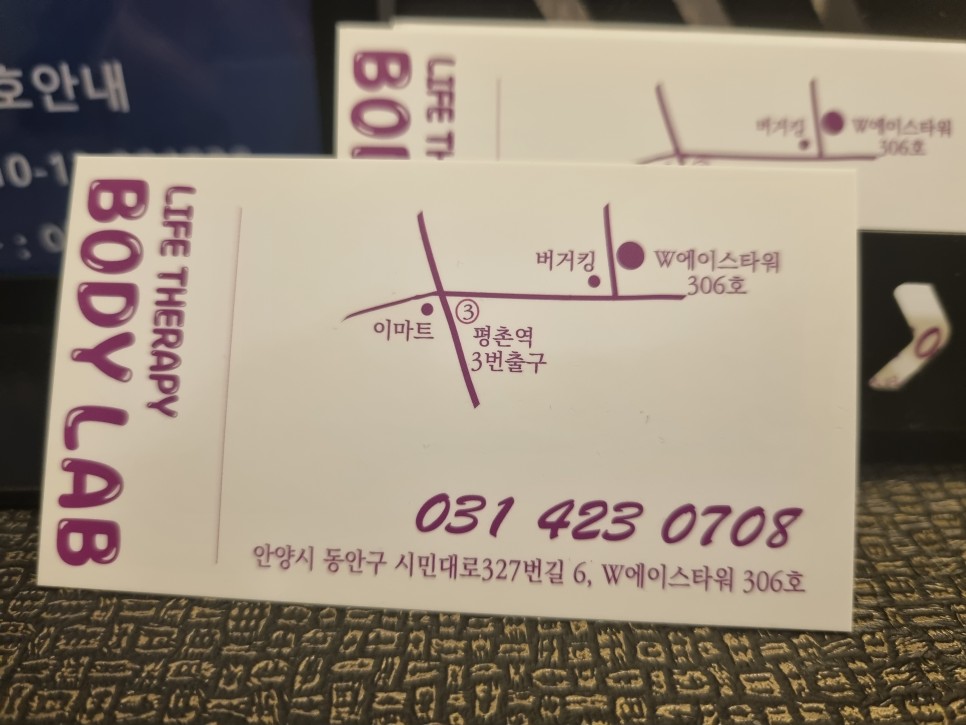 호안내
LIFE TH
버거킹
W에이스타워
306호
LIFE THERAPY
BODY LAB
버거킹
W에이스타워
306호
이마트
③
평촌역
3번출구
031 423 0708
안양시 동안구 시민대로327번길 6, W에이스타워 306호